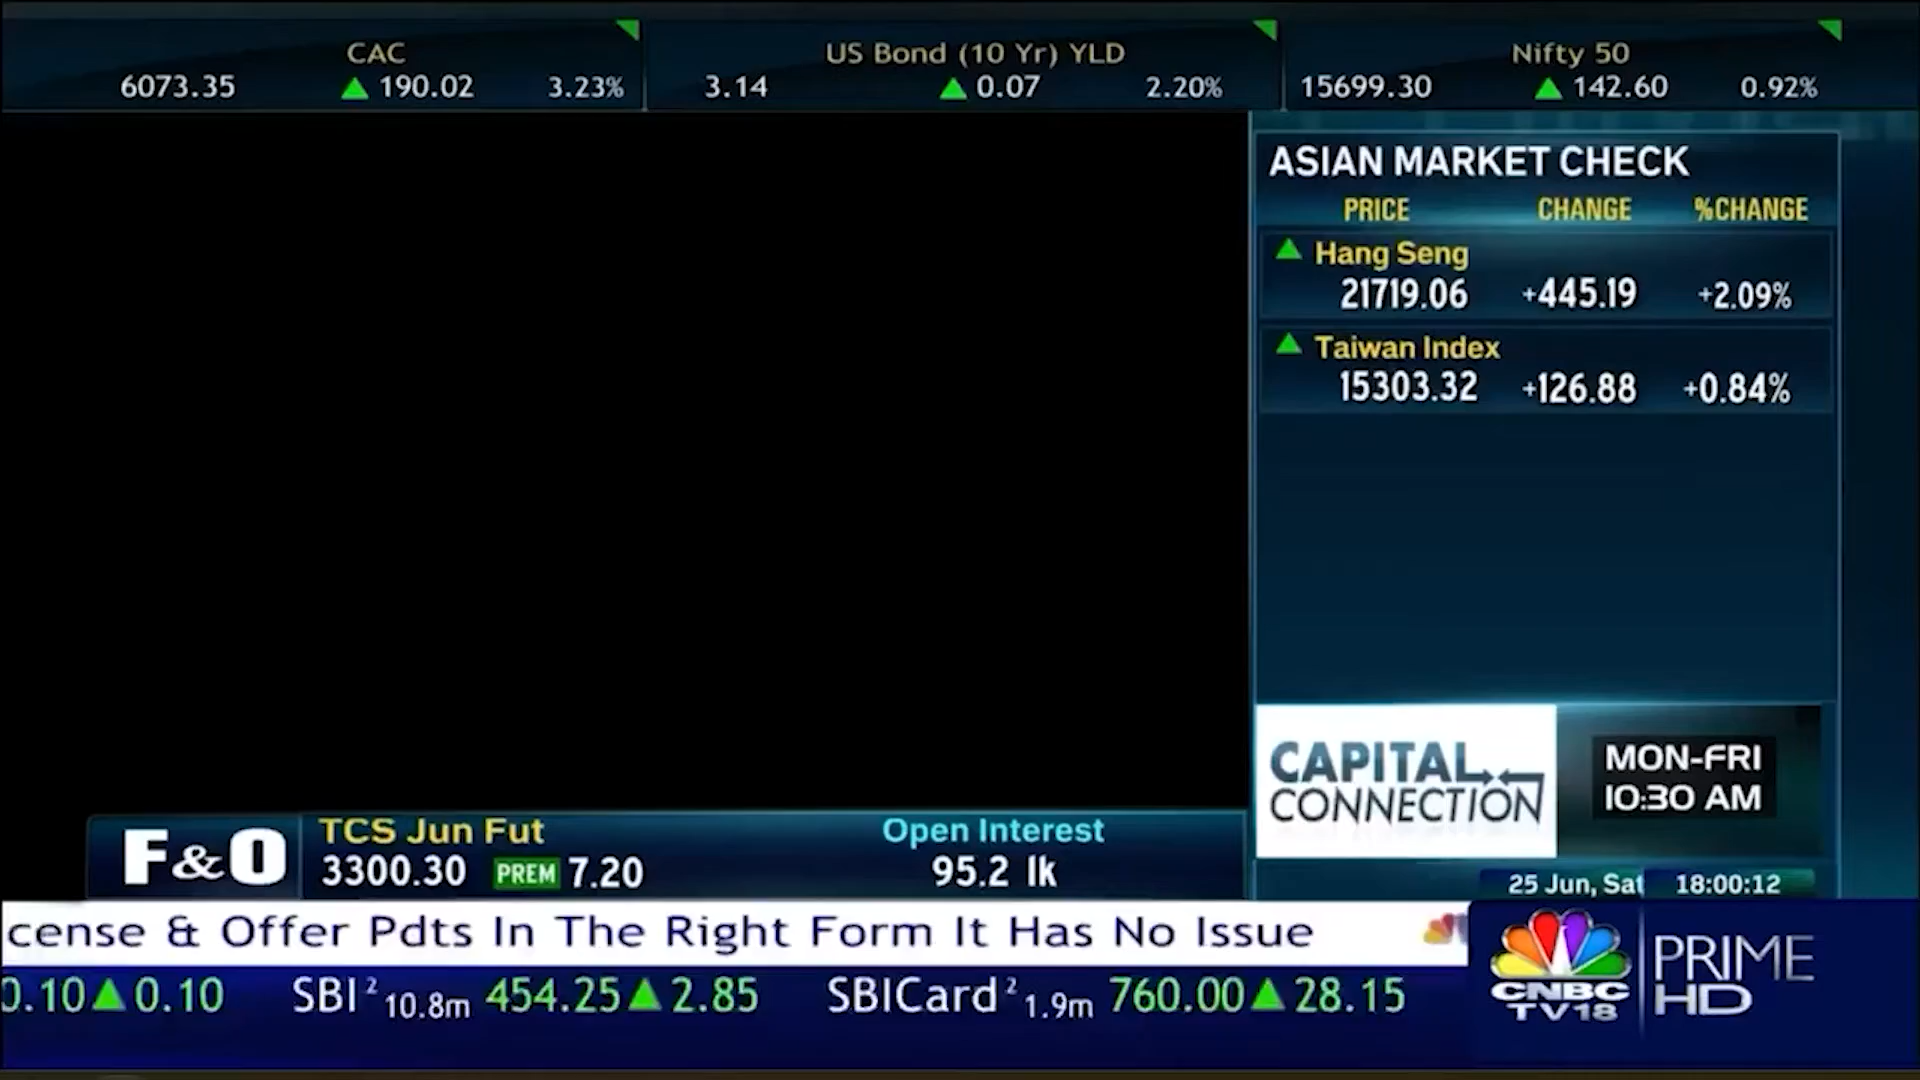 CAC
6073.35 ▲ 190.02 3.23%
US Bond (10 Yr) YLD
3.14 ▲ 0.07 2.20%
Nifty 50
15699.30 ▲ 142.60 0.92%
ASIAN MARKET CHECK
PRICE CHANGE %CHANGE
▲ Hang Seng
21719.06 +445.19 +2.09%
▲ Taiwan Index
15303.32 +126.88 +0.84%
CAPITAL
CONNECTION
MON-FRI
10:30 AM
F&O
TCS Jun Fut
3300.30 PREM 7.20
Open Interest
95.2 lk
25 Jun, Sat 18:00:12
cense & Offer Pdts In The Right Form It Has No Issue
0.10▲0.10 SBI² 10.8m 454.25▲2.85 SBICard² 1.9m 760.00▲28.15
CNBC
TV18
PRIME
HD